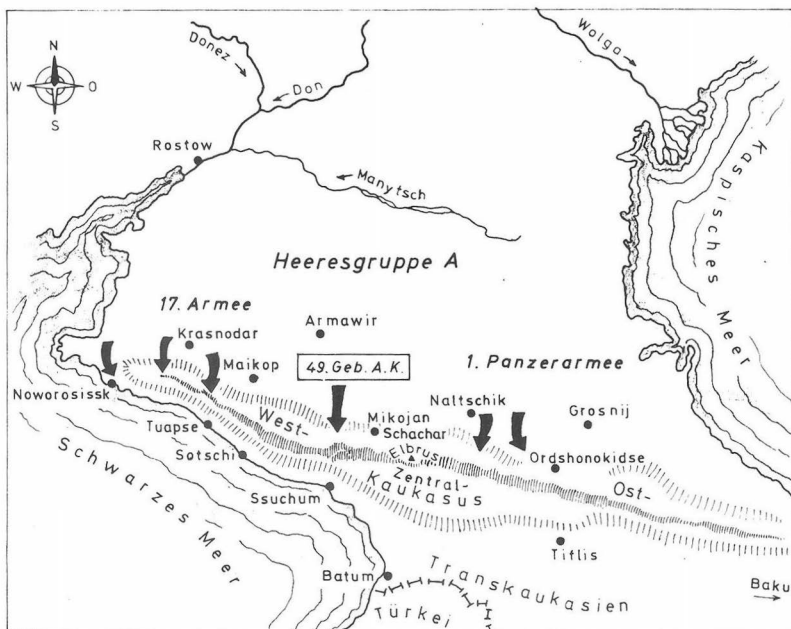 N
W O
S
Donez
Don
Wolga
Rostow
Manytsch
Kaspisches Meer
Heeresgruppe A
17. Armee
Krasnodar
Armawir
Maikop
49. Geb. A. K.
1. Panzerarmee
Naltschik
Grosnij
Noworosissk
West-
Mikojan
Schachar
Elbrus
Tuapse
Sotschi
Zentral-
Kaukasus
Ordshonokidse
Ost-
Ssuchum
Schwarzes Meer
Tiflis
Batum
Transkaukasien
Türkei
I
Baku